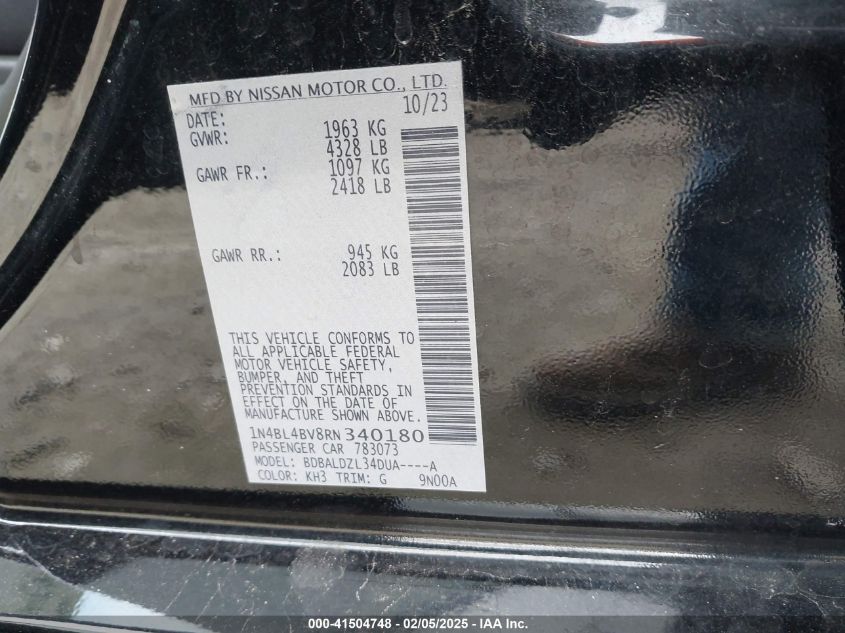 MFD BY NISSAN MOTOR CO., LTD.
DATE: 10/23
GVWR: 1963 KG
4328 LB
GAWR FR.: 1097 KG
2418 LB
GAWR RR.: 945 KG
2083 LB
THIS VEHICLE CONFORMS TO
ALL APPLICABLE FEDERAL
MOTOR VEHICLE SAFETY,
BUMPER, AND THEFT
PREVENTION STANDARDS IN
EFFECT ON THE DATE OF
MANUFACTURE SHOWN ABOVE.
1N4BL4BV8RN340180
PASSENGER CAR 783073
MODEL: BDBALDZL34DUA----A
COLOR: KH3 TRIM: G 9N00A
000-41504748 - 02/05/2025 - IAA Inc.